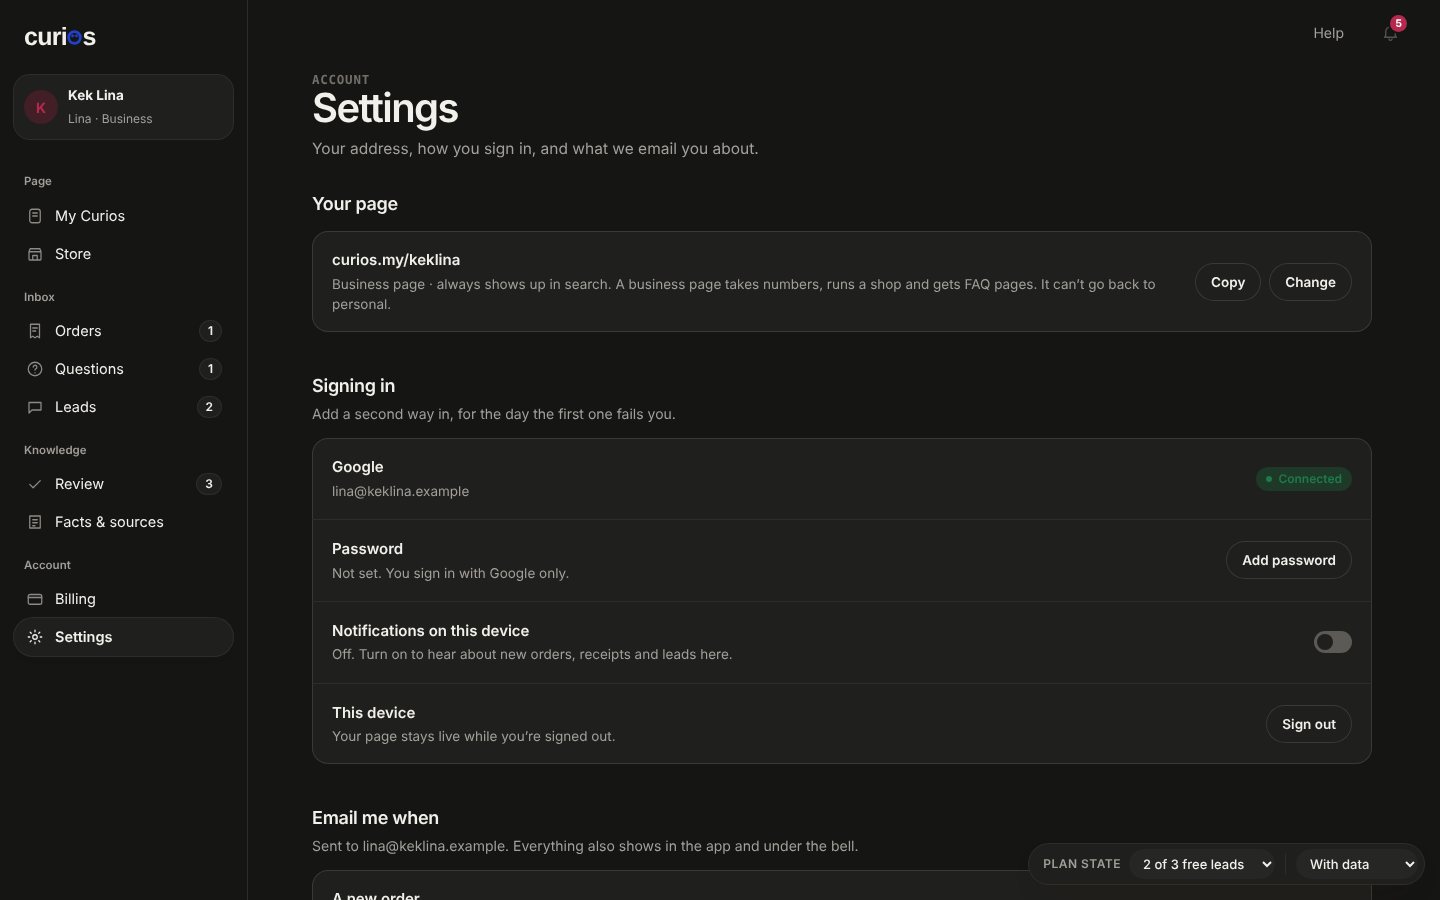 curios
Help
5
K
Kek Lina
Lina · Business
Page
My Curios
Store
Inbox
Orders 1
Questions 1
Leads 2
Knowledge
Review 3
Facts & sources
Account
Billing
Settings
ACCOUNT
Settings
Your address, how you sign in, and what we email you about.
Your page
curios.my/keklina
Business page · always shows up in search. A business page takes numbers, runs a shop and gets FAQ pages. It can’t go back to
personal.
Copy
Change
Signing in
Add a second way in, for the day the first one fails you.
Google
lina@keklina.example
Connected
Password
Not set. You sign in with Google only.
Add password
Notifications on this device
Off. Turn on to hear about new orders, receipts and leads here.
This device
Your page stays live while you’re signed out.
Sign out
Email me when
Sent to lina@keklina.example. Everything also shows in the app and under the bell.
A new order
PLAN STATE
2 of 3 free leads
With data